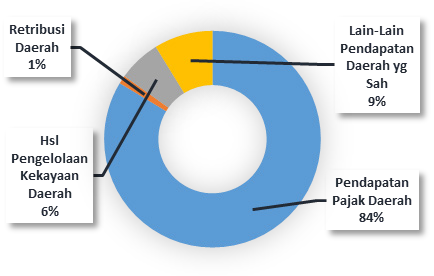 Retribusi
Daerah
1%
Lain-Lain
Pendapatan
Daerah yg
Sah
9%
Hsl
Pengelolaan
Kekayaan
Daerah
6%
Pendapatan
Pajak Daerah
84%